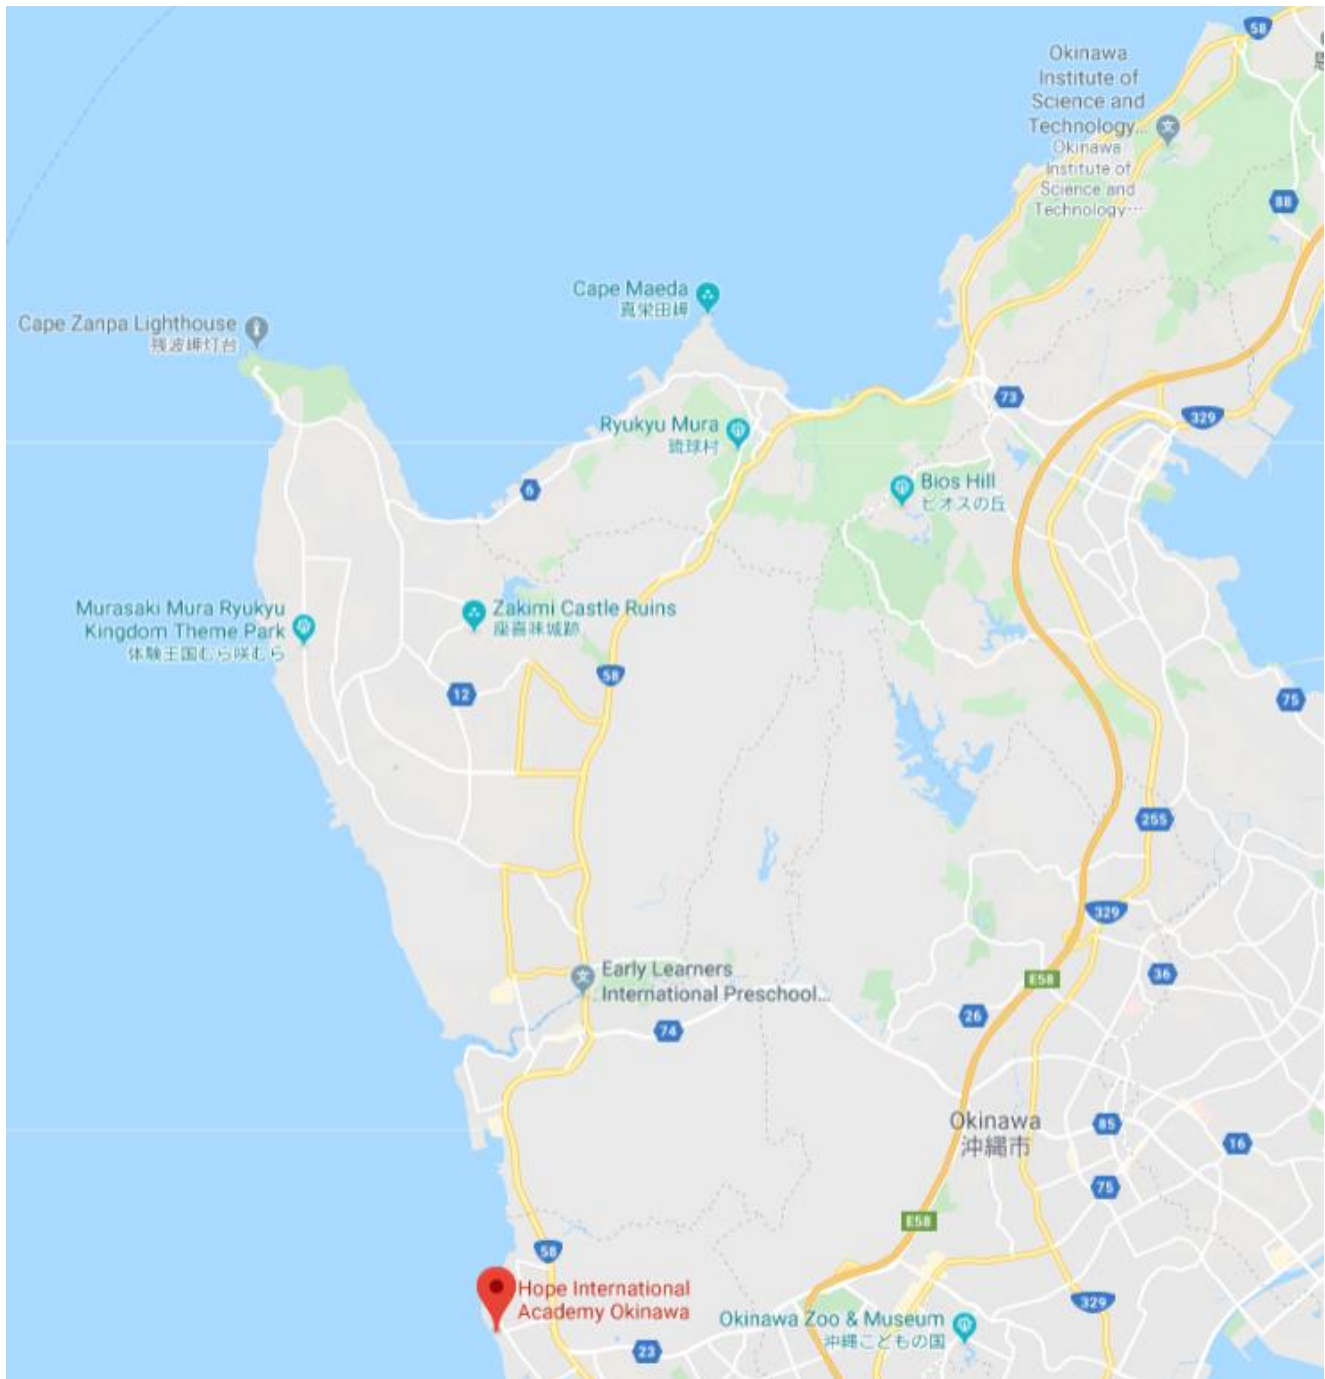 58
Okinawa
Institute of
Science and
Technology...
Okinawa
Institute of
Science and
Technology···
88
Cape Maeda
真栄田岬
Cape Zanpa Lighthouse
残波岬灯台
73
329
Ryukyu Mura
琉球村
6
Bios Hill
ビオスの丘
Murasaki Mura Ryukyu
Kingdom Theme Park
体験王国むら咲むら
Zakimi Castle Ruins
座喜味城跡
58
12
75
255
329
Early Learners
International Preschool...
E58
36
26
74
Okinawa
沖縄市
85
16
75
E58
58
Hope International
Academy Okinawa
329
Okinawa Zoo & Museum
沖縄こどもの国
23